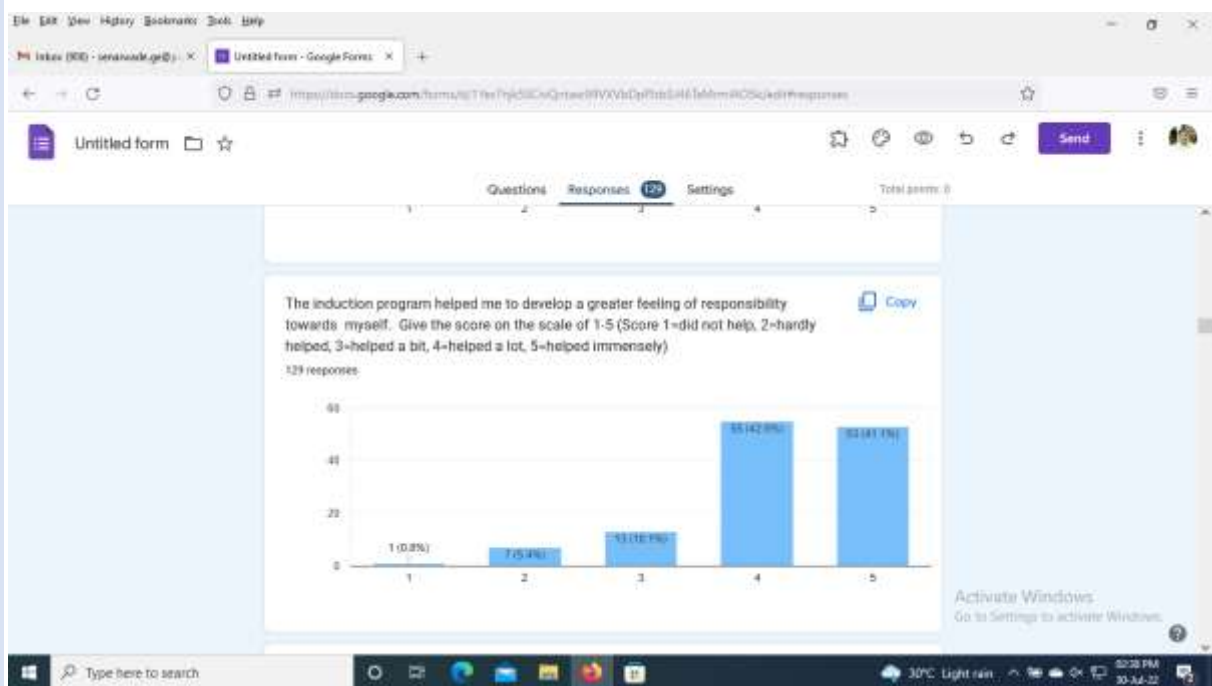 File Edit View History Bookmarks Tools Help
Untitled form - Google Forms
Untitled form
Send
Questions Responses 129 Settings Total points: 0
1 2 3 4 5
The induction program helped me to develop a greater feeling of responsibility
Copy
towards myself. Give the score on the scale of 1-5 (Score 1=did not help, 2=hardly
helped, 3=helped a bit, 4=helped a lot, 5=helped immensely)
129 responses
60
40
20
0
55 (42.6%)
53 (41.1%)
13 (10.1%)
7 (5.4%)
1 (0.8%)
1 2 3 4 5
Activate Windows
Go to Settings to activate Windows.
Type here to search
30°C Light rain
02:38 PM
30-Jul-22